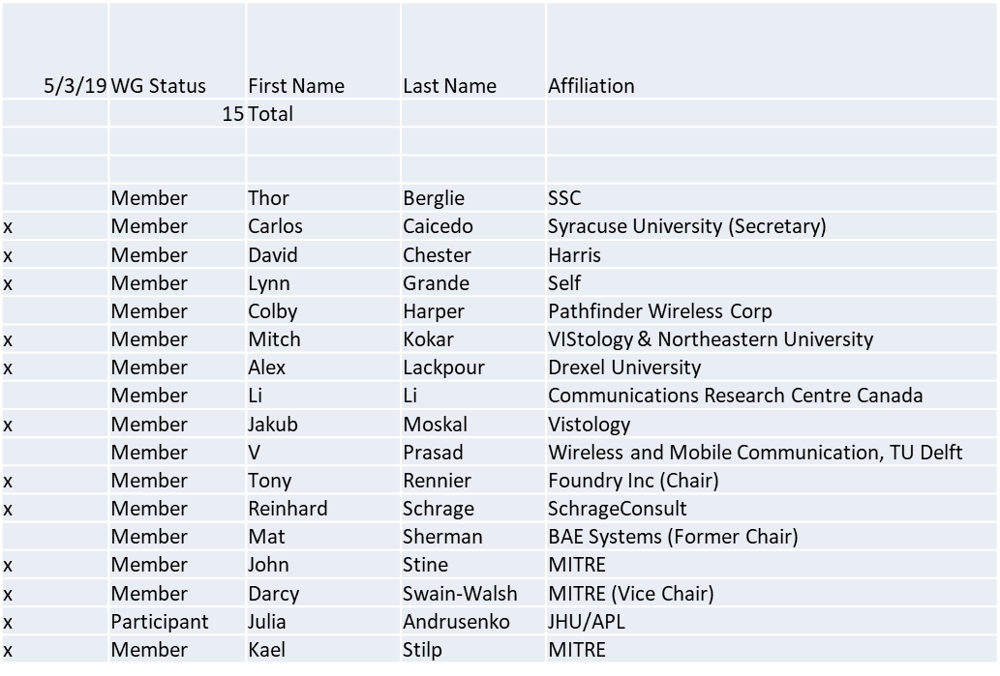 5/3/19 WG Status First Name Last Name Affiliation
15 Total
Member Thor Berglie SSC
x Member Carlos Caicedo Syracuse University (Secretary)
x Member David Chester Harris
x Member Lynn Grande Self
Member Colby Harper Pathfinder Wireless Corp
x Member Mitch Kokar VIStology & Northeastern University
x Member Alex Lackpour Drexel University
Member Li Li Communications Research Centre Canada
x Member Jakub Moskal Vistology
Member V Prasad Wireless and Mobile Communication, TU Delft
x Member Tony Rennier Foundry Inc (Chair)
x Member Reinhard Schrage SchrageConsult
Member Mat Sherman BAE Systems (Former Chair)
x Member John Stine MITRE
x Member Darcy Swain-Walsh MITRE (Vice Chair)
x Participant Julia Andrusenko JHU/APL
x Member Kael Stilp MITRE